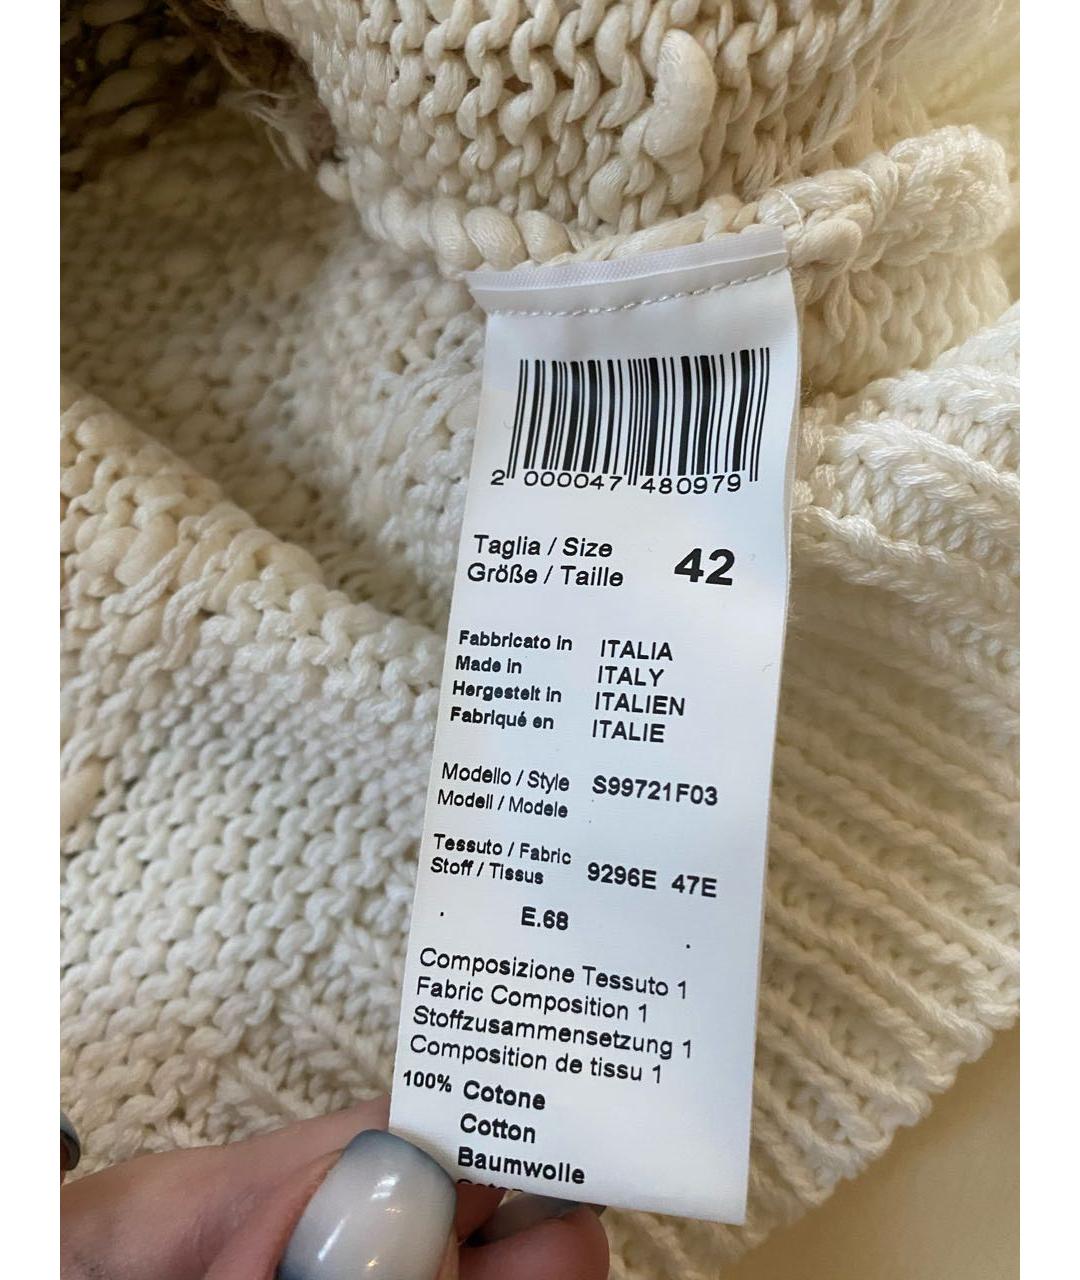 2 000047 480979
Taglia / Size
Größe / Taille 42
Fabbricato in ITALIA
Made in ITALY
Hergestelt in ITALIEN
Fabriqué en ITALIE
Modello / Style S99721F03
Modell / Modele
Tessuto / Fabric 9296E 47E
Stoff / Tissus
E.68
Composizione Tessuto 1
Fabric Composition 1
Stoffzusammensetzung 1
Composition de tissu 1
100% Cotone
Cotton
Baumwolle